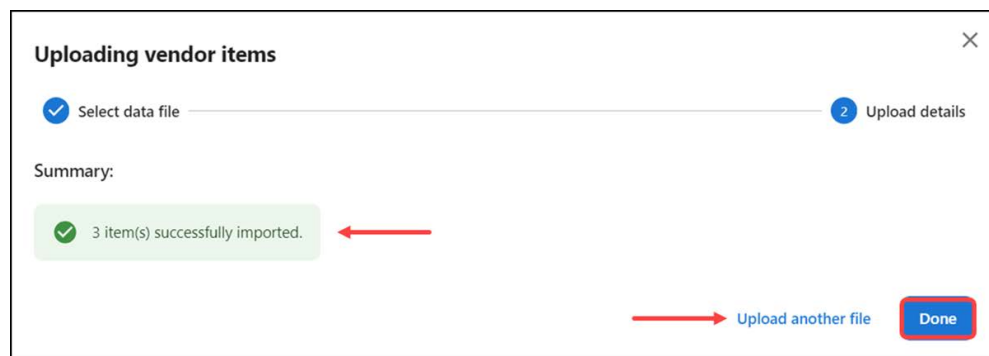 Uploading vendor items
Select data file
2 Upload details
Summary:
3 item(s) successfully imported.
Upload another file
Done